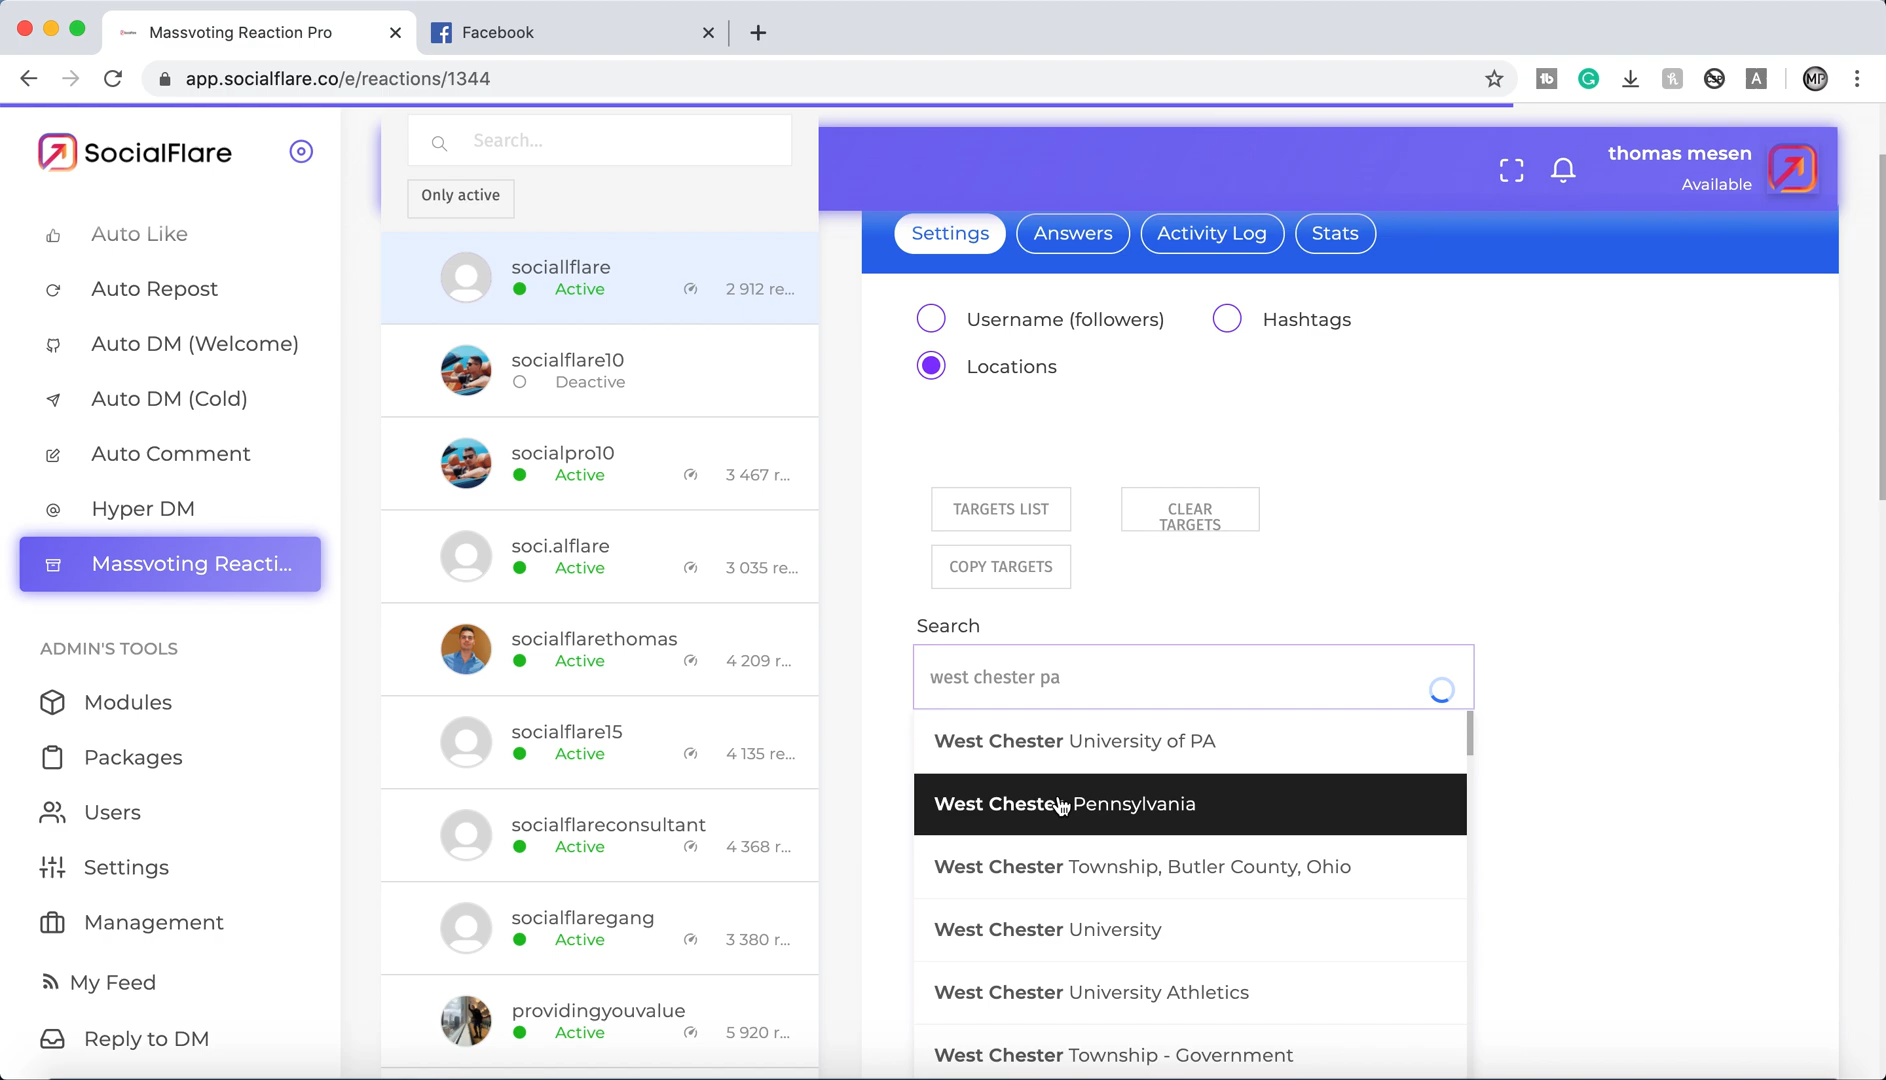 Massvoting Reaction Pro
Facebook
app.socialflare.co/e/reactions/1344
SocialFlare
Auto Like
Auto Repost
Auto DM (Welcome)
Auto DM (Cold)
Auto Comment
Hyper DM
Massvoting Reacti...
ADMIN'S TOOLS
Modules
Packages
Users
Settings
Management
My Feed
Reply to DM
Search...
Only active
sociallflare
Active 2 912 re...
socialflare10
Deactive
socialpro10
Active 3 467 r...
soci.alflare
Active 3 035 re...
socialflarethomas
Active 4 209 r...
socialflare15
Active 4 135 re...
socialflareconsultant
Active 4 368 r...
socialflaregang
Active 3 380 r...
providingyouvalue
Active 5 920 r...
thomas mesen
Available
Settings Answers Activity Log Stats
Username (followers) Hashtags
Locations
TARGETS LIST
CLEAR
TARGETS
COPY TARGETS
Search
west chester pa
West Chester University of PA
West Chester Pennsylvania
West Chester Township, Butler County, Ohio
West Chester University
West Chester University Athletics
West Chester Township - Government